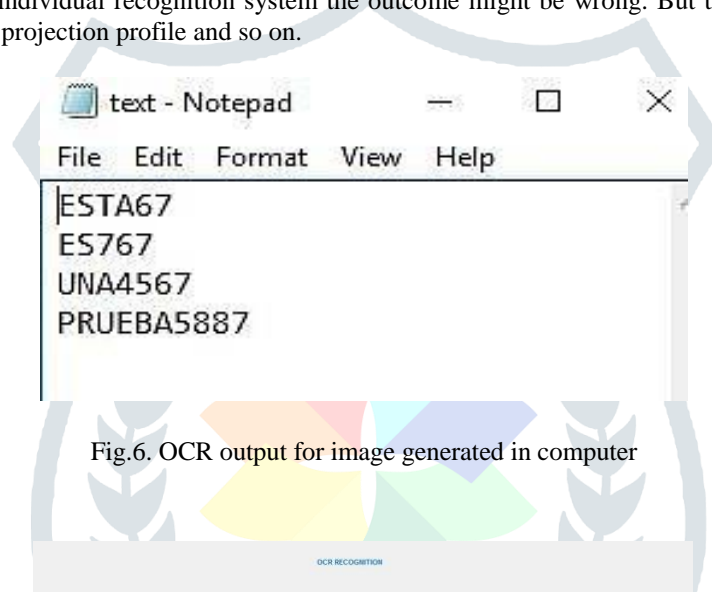 individual recognition system the outcome might be wrong. But
projection profile and so on.
text - Notepad
File Edit Format View Help
ESTA67
ES767
UNA4567
PRUEBA5887
Fig.6. OCR output for image generated in computer
OCR RECOGNITION